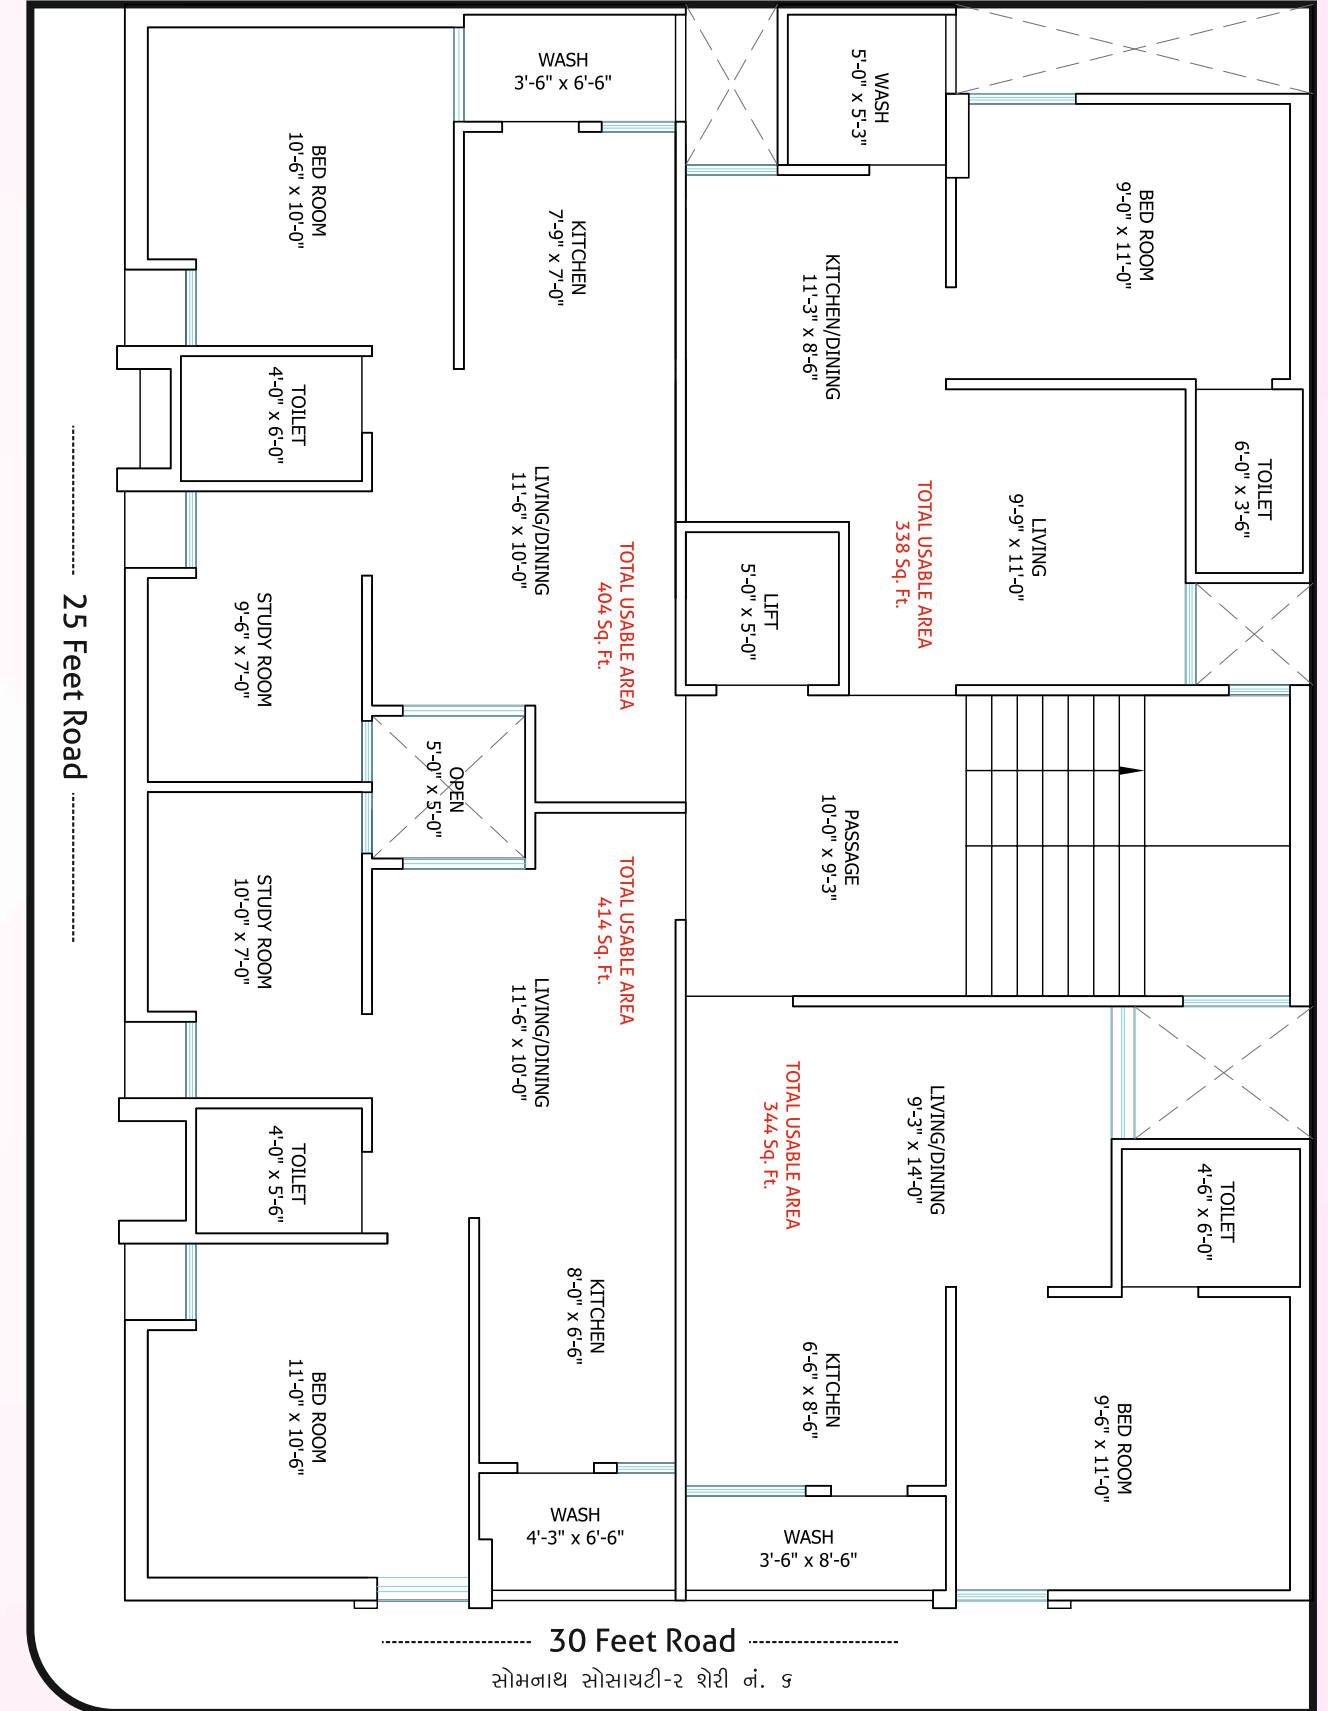 WASH
3'-6" x 6'-6"
WASH
5'-0" x 5'-3"
BED ROOM
10'-6" x 10'-0"
KITCHEN
7'-9" x 7'-0"
KITCHEN/DINING
11'-3" x 8'-6"
BED ROOM
9'-0" x 11'-0"
TOILET
4'-0" x 6'-0"
LIVING/DINING
11'-6" x 10'-0"
TOTAL USABLE AREA
404 Sq. Ft.
TOTAL USABLE AREA
338 Sq. Ft.
LIVING
9'-9" x 11'-0"
TOILET
6'-0" x 3'-6"
LIFT
5'-0" x 5'-0"
25 Feet Road
STUDY ROOM
9'-6" x 7'-0"
OPEN
5'-0" x 5'-0"
PASSAGE
10'-0" x 9'-3"
STUDY ROOM
10'-0" x 7'-0"
TOTAL USABLE AREA
414 Sq. Ft.
LIVING/DINING
11'-6" x 10'-0"
TOTAL USABLE AREA
344 Sq. Ft.
LIVING/DINING
9'-3" x 14'-0"
TOILET
4'-0" x 5'-6"
TOILET
4'-6" x 6'-0"
KITCHEN
8'-0" x 6'-6"
KITCHEN
6'-6" x 8'-6"
BED ROOM
11'-0" x 10'-6"
BED ROOM
9'-6" x 11'-0"
WASH
4'-3" x 6'-6"
WASH
3'-6" x 8'-6"
30 Feet Road
સોમનાથ સોસાયટી-૨ શેરી નં. ૬